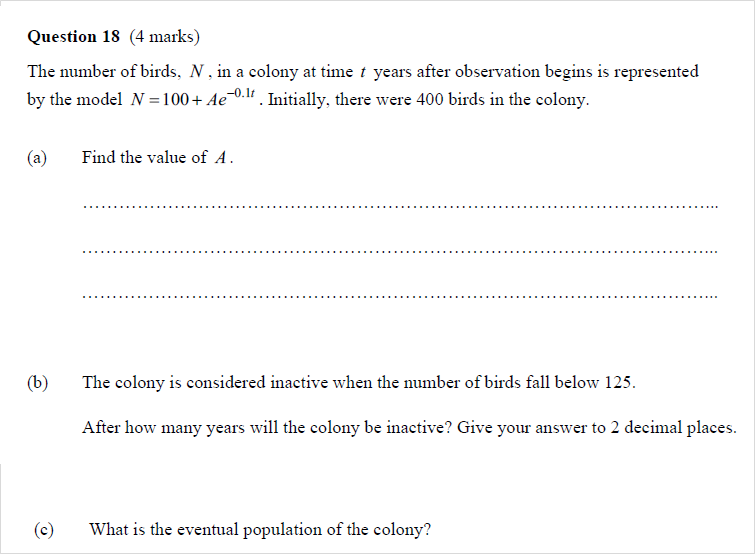 Question 18 (4 marks)
The number of birds, N , in a colony at time t years after observation begins is represented
by the model N = 100 + Ae^{-0.1t} . Initially, there were 400 birds in the colony.
(a) Find the value of A .
................................................................................
................................................................................
................................................................................
(b) The colony is considered inactive when the number of birds fall below 125.
After how many years will the colony be inactive? Give your answer to 2 decimal places.
(c) What is the eventual population of the colony?